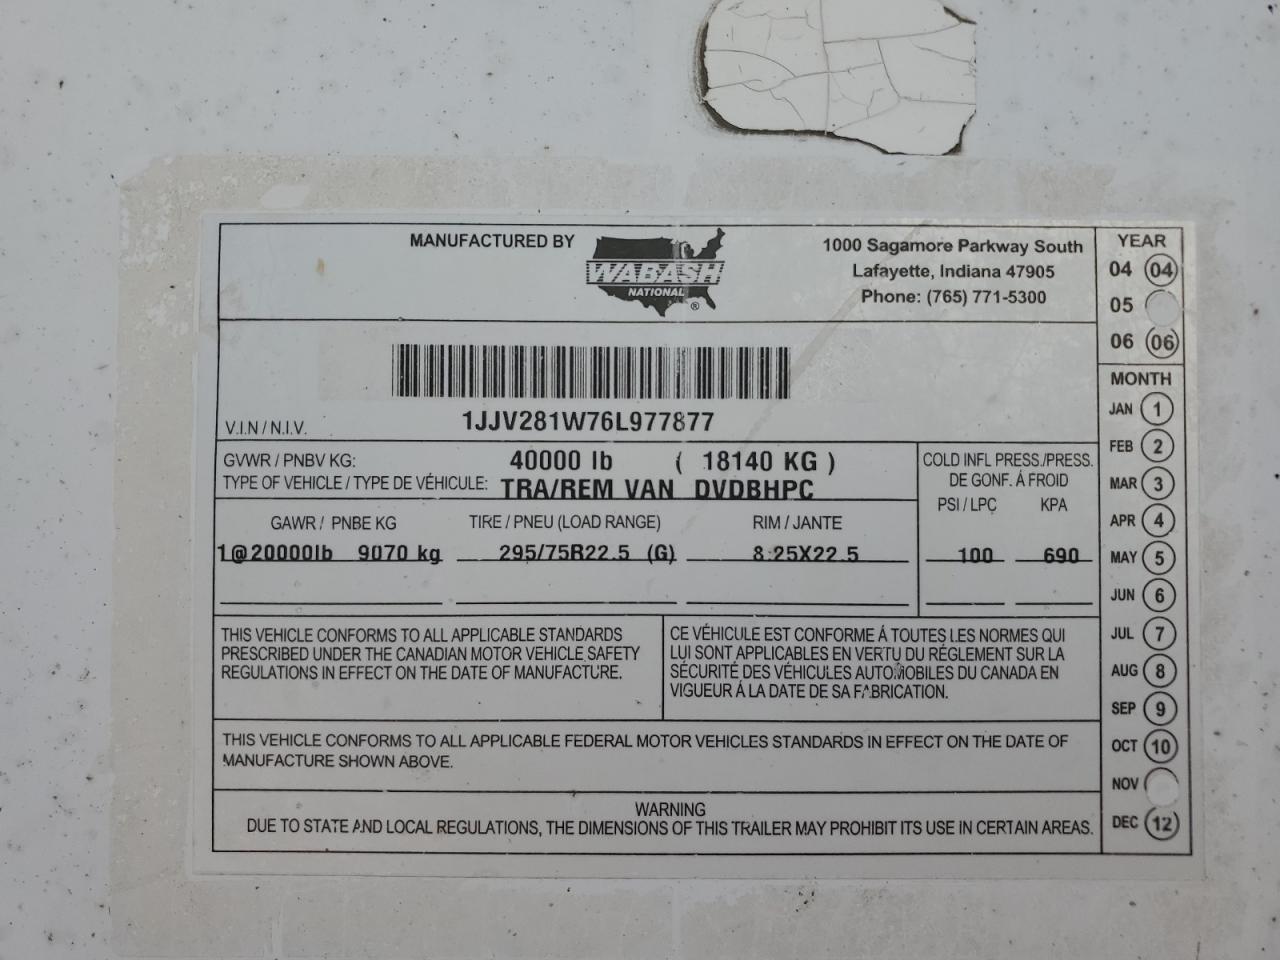 MANUFACTURED BY
WABASH
NATIONAL®
1000 Sagamore Parkway South
Lafayette, Indiana 47905
Phone: (765) 771-5300
YEAR
04 04
05
06 06
V.I.N / N.I.V. 1JJV281W76L977877
GVWR / PNBV KG: 40000 lb ( 18140 KG )
TYPE OF VEHICLE / TYPE DE VÉHICULE: TRA/REM VAN DVDBHPC
COLD INFL PRESS./PRESS.
DE GONF. Á FROID
PSI / LPC KPA
GAWR / PNBE KG TIRE / PNEU (LOAD RANGE) RIM / JANTE
1@20000lb 9070 kg 295/75R22.5 (G) 8.25X22.5 100 690
THIS VEHICLE CONFORMS TO ALL APPLICABLE STANDARDS
PRESCRIBED UNDER THE CANADIAN MOTOR VEHICLE SAFETY
REGULATIONS IN EFFECT ON THE DATE OF MANUFACTURE.
CE VÉHICULE EST CONFORME Á TOUTES LES NORMES QUI
LUI SONT APPLICABLES EN VERTU DU RÉGLEMENT SUR LA
SÉCURITÉ DES VÉHICULES AUTOMOBILES DU CANADA EN
VIGUEUR Á LA DATE DE SA FABRICATION.
THIS VEHICLE CONFORMS TO ALL APPLICABLE FEDERAL MOTOR VEHICLES STANDARDS IN EFFECT ON THE DATE OF
MANUFACTURE SHOWN ABOVE.
WARNING
DUE TO STATE AND LOCAL REGULATIONS, THE DIMENSIONS OF THIS TRAILER MAY PROHIBIT ITS USE IN CERTAIN AREAS.
MONTH
JAN 1
FEB 2
MAR 3
APR 4
MAY 5
JUN 6
JUL 7
AUG 8
SEP 9
OCT 10
NOV
DEC 12